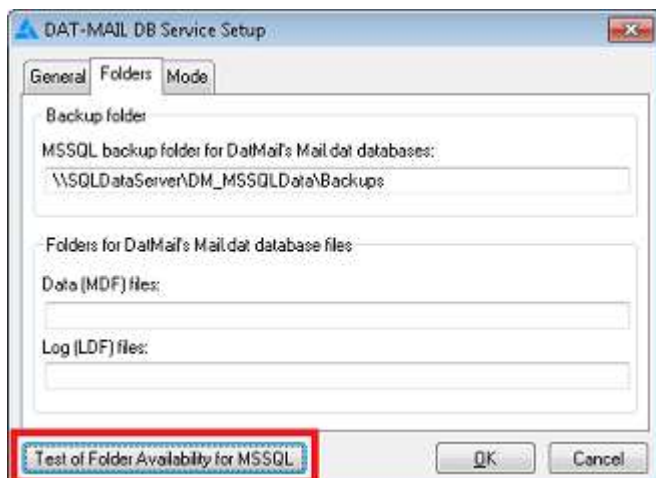 DAT-MAIL DB Service Setup
General Folders Mode
Backup folder
MSSQL backup folder for DatMail's Mail.dat databases:
\\SQLDataServer\DM_MSSQLData\Backups
Folders for DatMail's Mail.dat database files
Data (MDF) files:
Log (LDF) files:
Test of Folder Availability for MSSQL OK Cancel